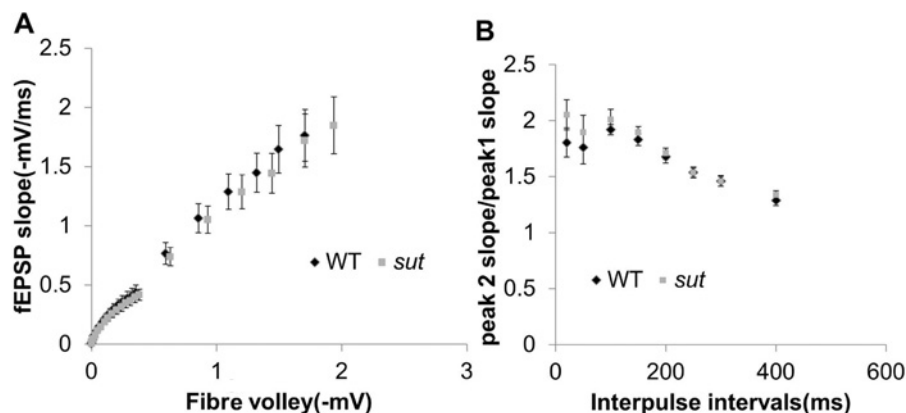 A
fEPSP slope(-mV/ms)
2.5
2
1.5
1
0.5
0
0
1
2
3
WT
sut
Fibre volley(-mV)
B
peak 2 slope/peak1 slope
2.5
2
1.5
1
0.5
0
0
200
400
600
WT
sut
Interpulse intervals(ms)